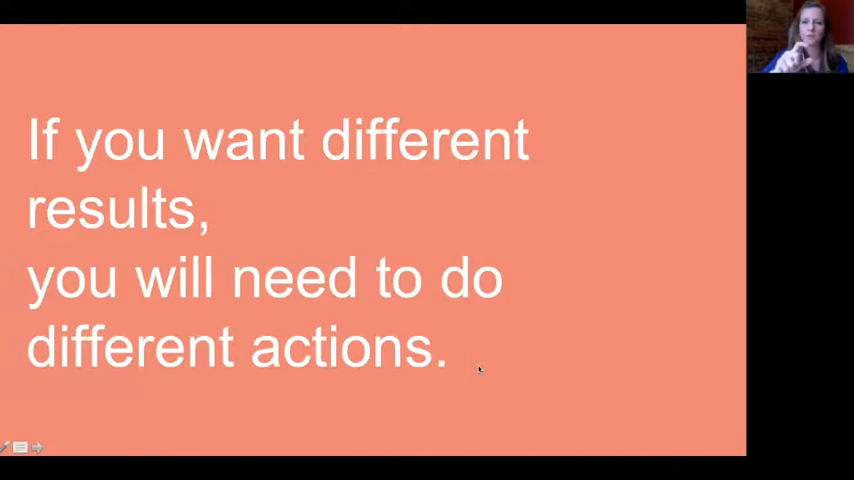 If you want different
results,
you will need to do
different actions.